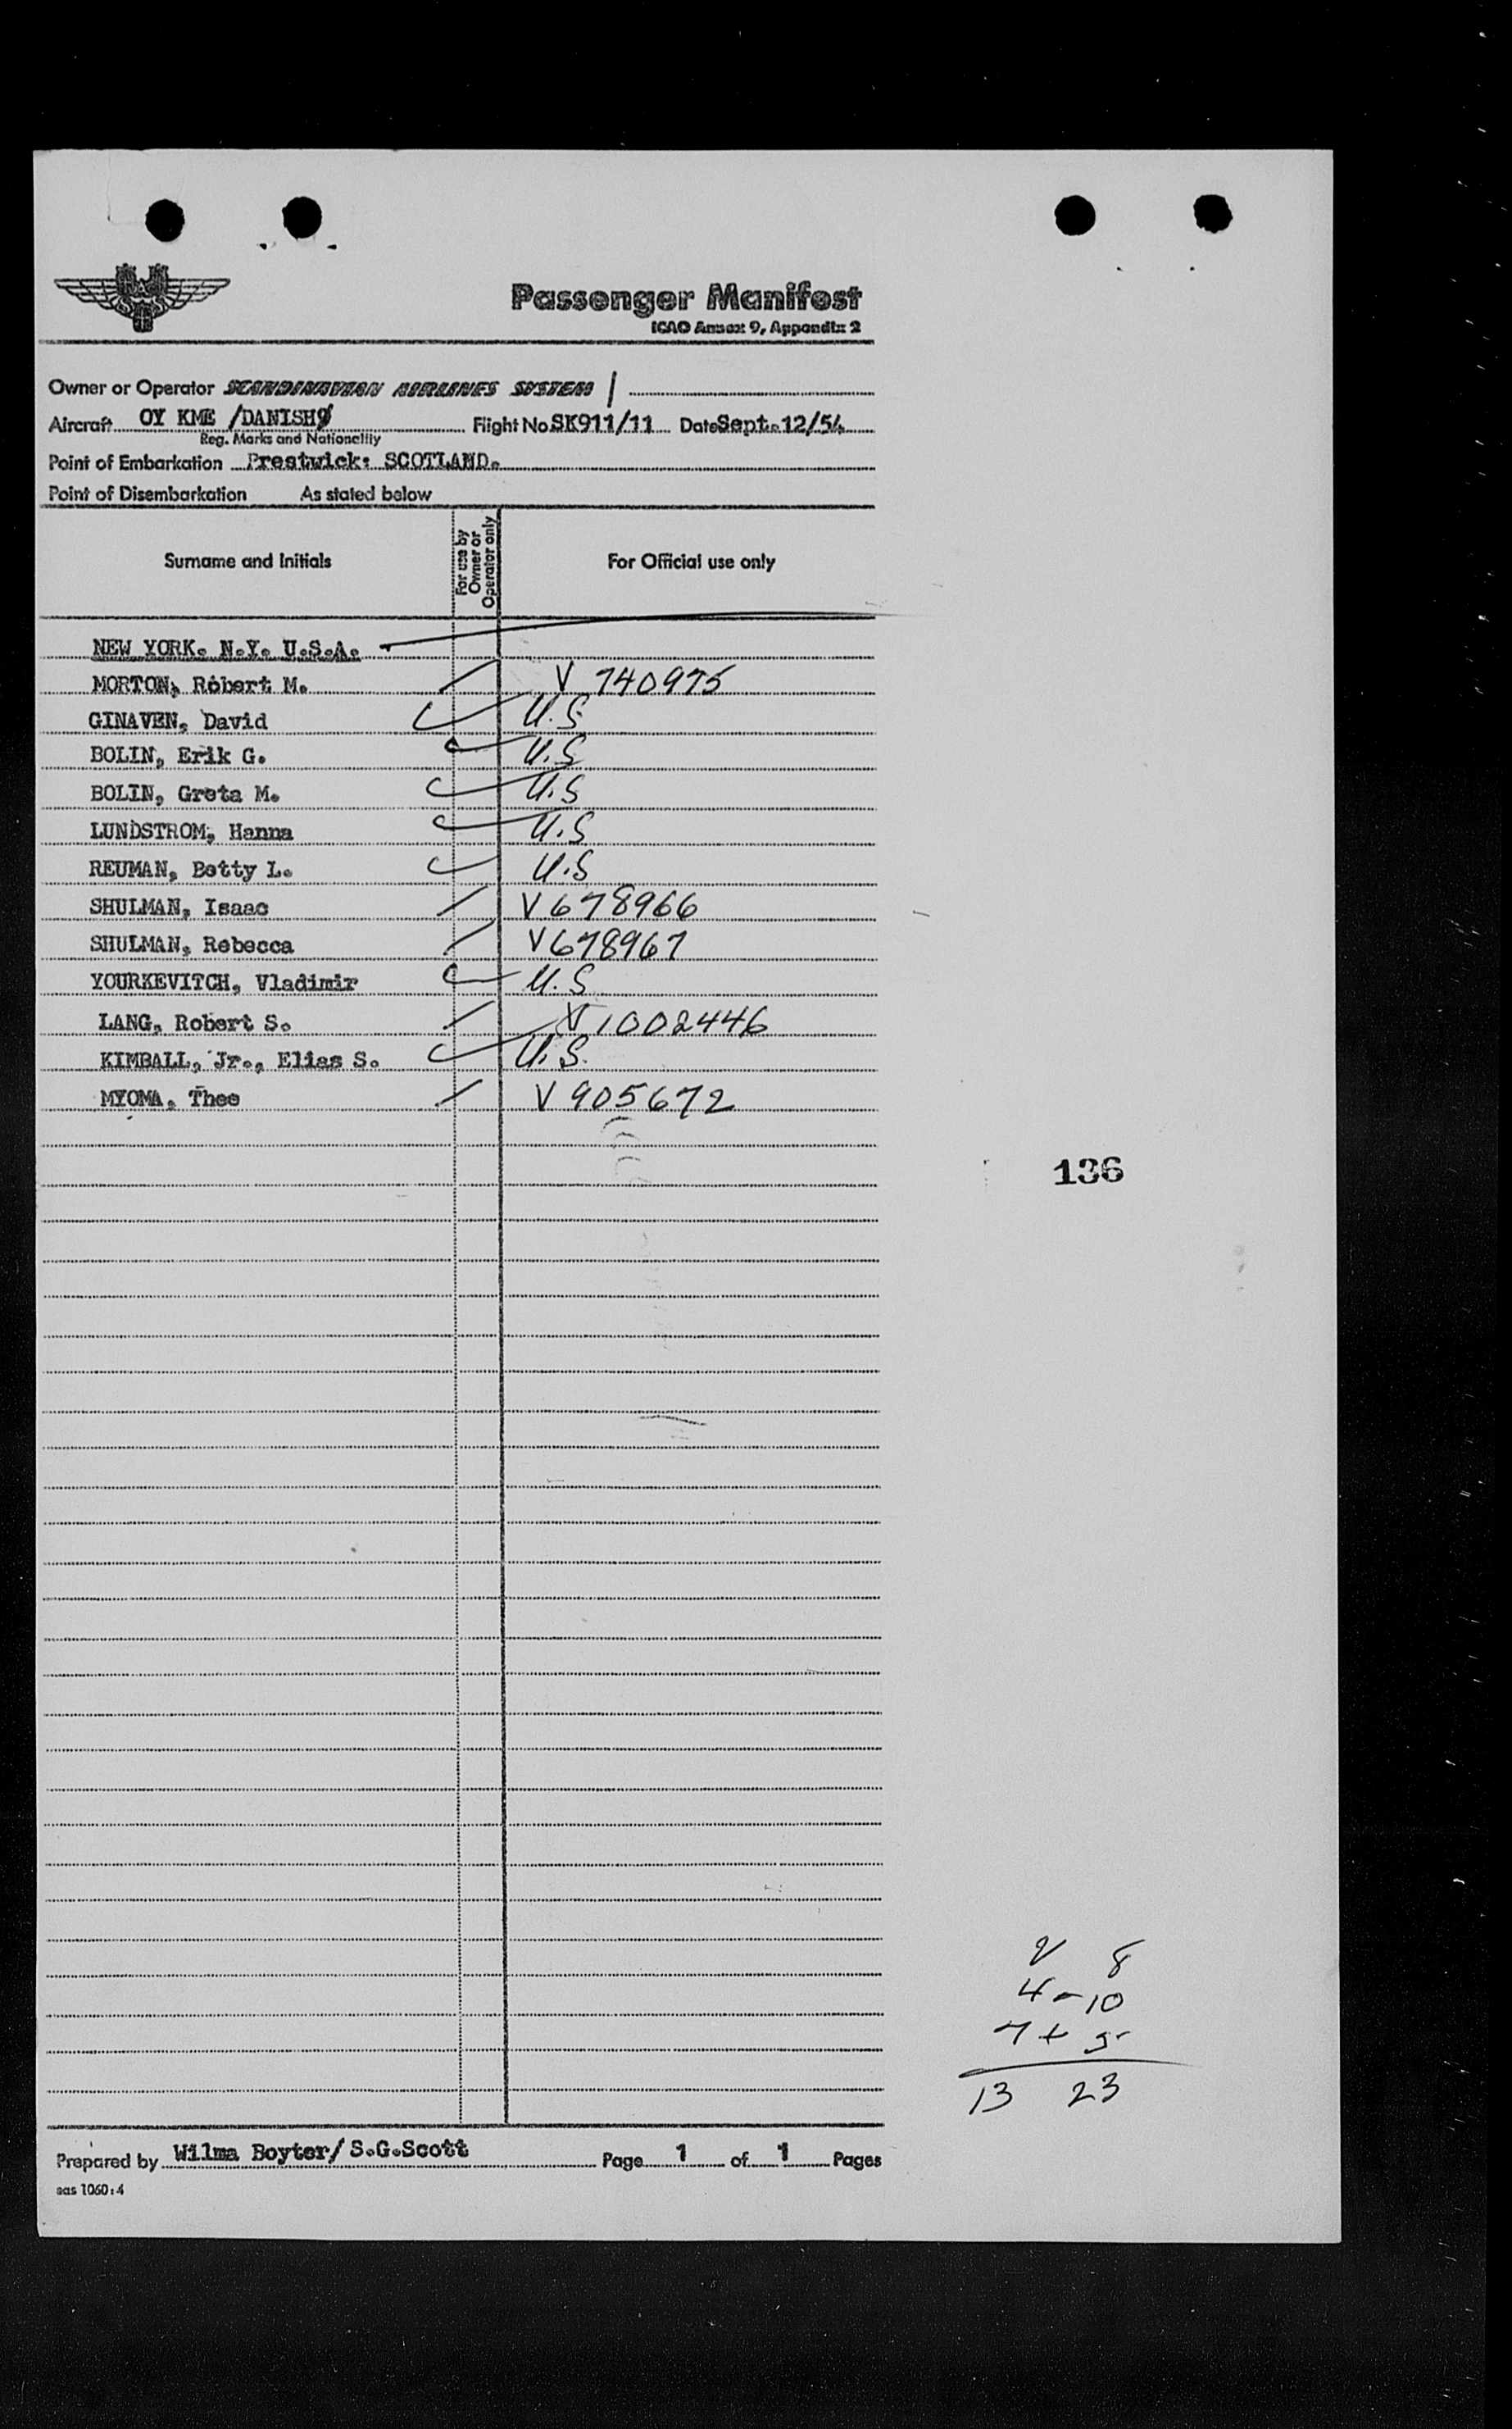 SAS
Passenger Manifest
ICAO Annex 9, Appendix 2
Owner or Operator SCANDINAVIAN AIRLINES SYSTEM /
Aircraft OY KME /DANISH/ Flight No SK911/11 Date Sept. 12/54
Reg. Marks and Nationality
Point of Embarkation Prestwick: SCOTLAND.
Point of Disembarkation As stated below
Surname and Initials For use by Owner or Operator only For Official use only
NEW YORK. N.Y. U.S.A.
MORTON, Robert M. V 740975
GINAVEN, David U.S
BOLIN, Erik G. U.S
BOLIN, Greta M. U.S
LUNDSTROM, Hanna U.S
REUMAN, Betty L. U.S
SHULMAN, Isaac V678966
SHULMAN, Rebecca V678967
YOURKEVITCH, Vladimir U.S
LANG, Robert S. V 1002446
KIMBALL, Jr., Elias S. U.S.
MYOMA, Thee V 905672
136
8
4-10
7+ 5
13 23
Prepared by Wilma Boyter/ S.G.Scott Page 1 of 1 Pages
sas 1060:4